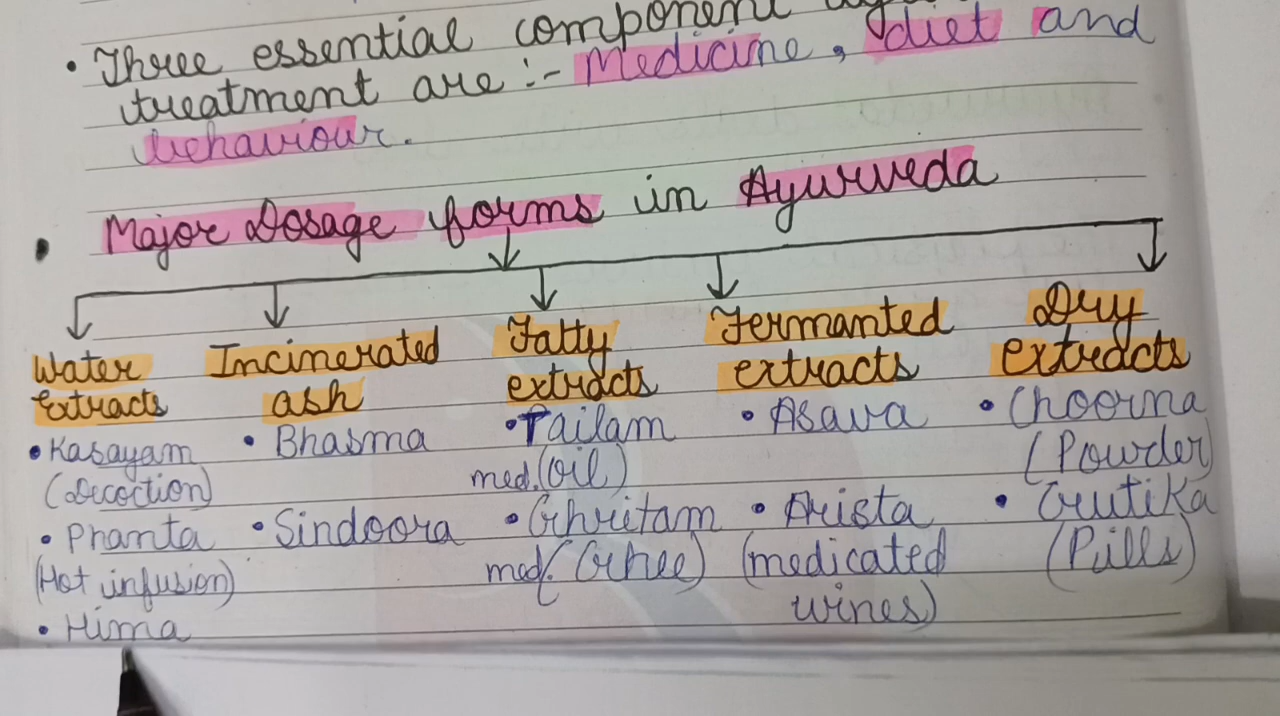 • Three essential component
treatment are :- Medicine, diet and
behaviour.
• Major Dosage forms in Ayurveda
Water extracts
• Kasayam
(Decoction)
• Phanta
(Hot infusion)
• Hima
Incinerated
ash
• Bhasma
• Sindoora
Fatty
extracts
• Tailam
med. (oil)
• Ghritam
med. (Ghee)
Fermanted
extracts
• Asava
• Arista
(medicated
wines)
Dry
extracts
• Choorna
(Powder)
• Gutika
(Pills)